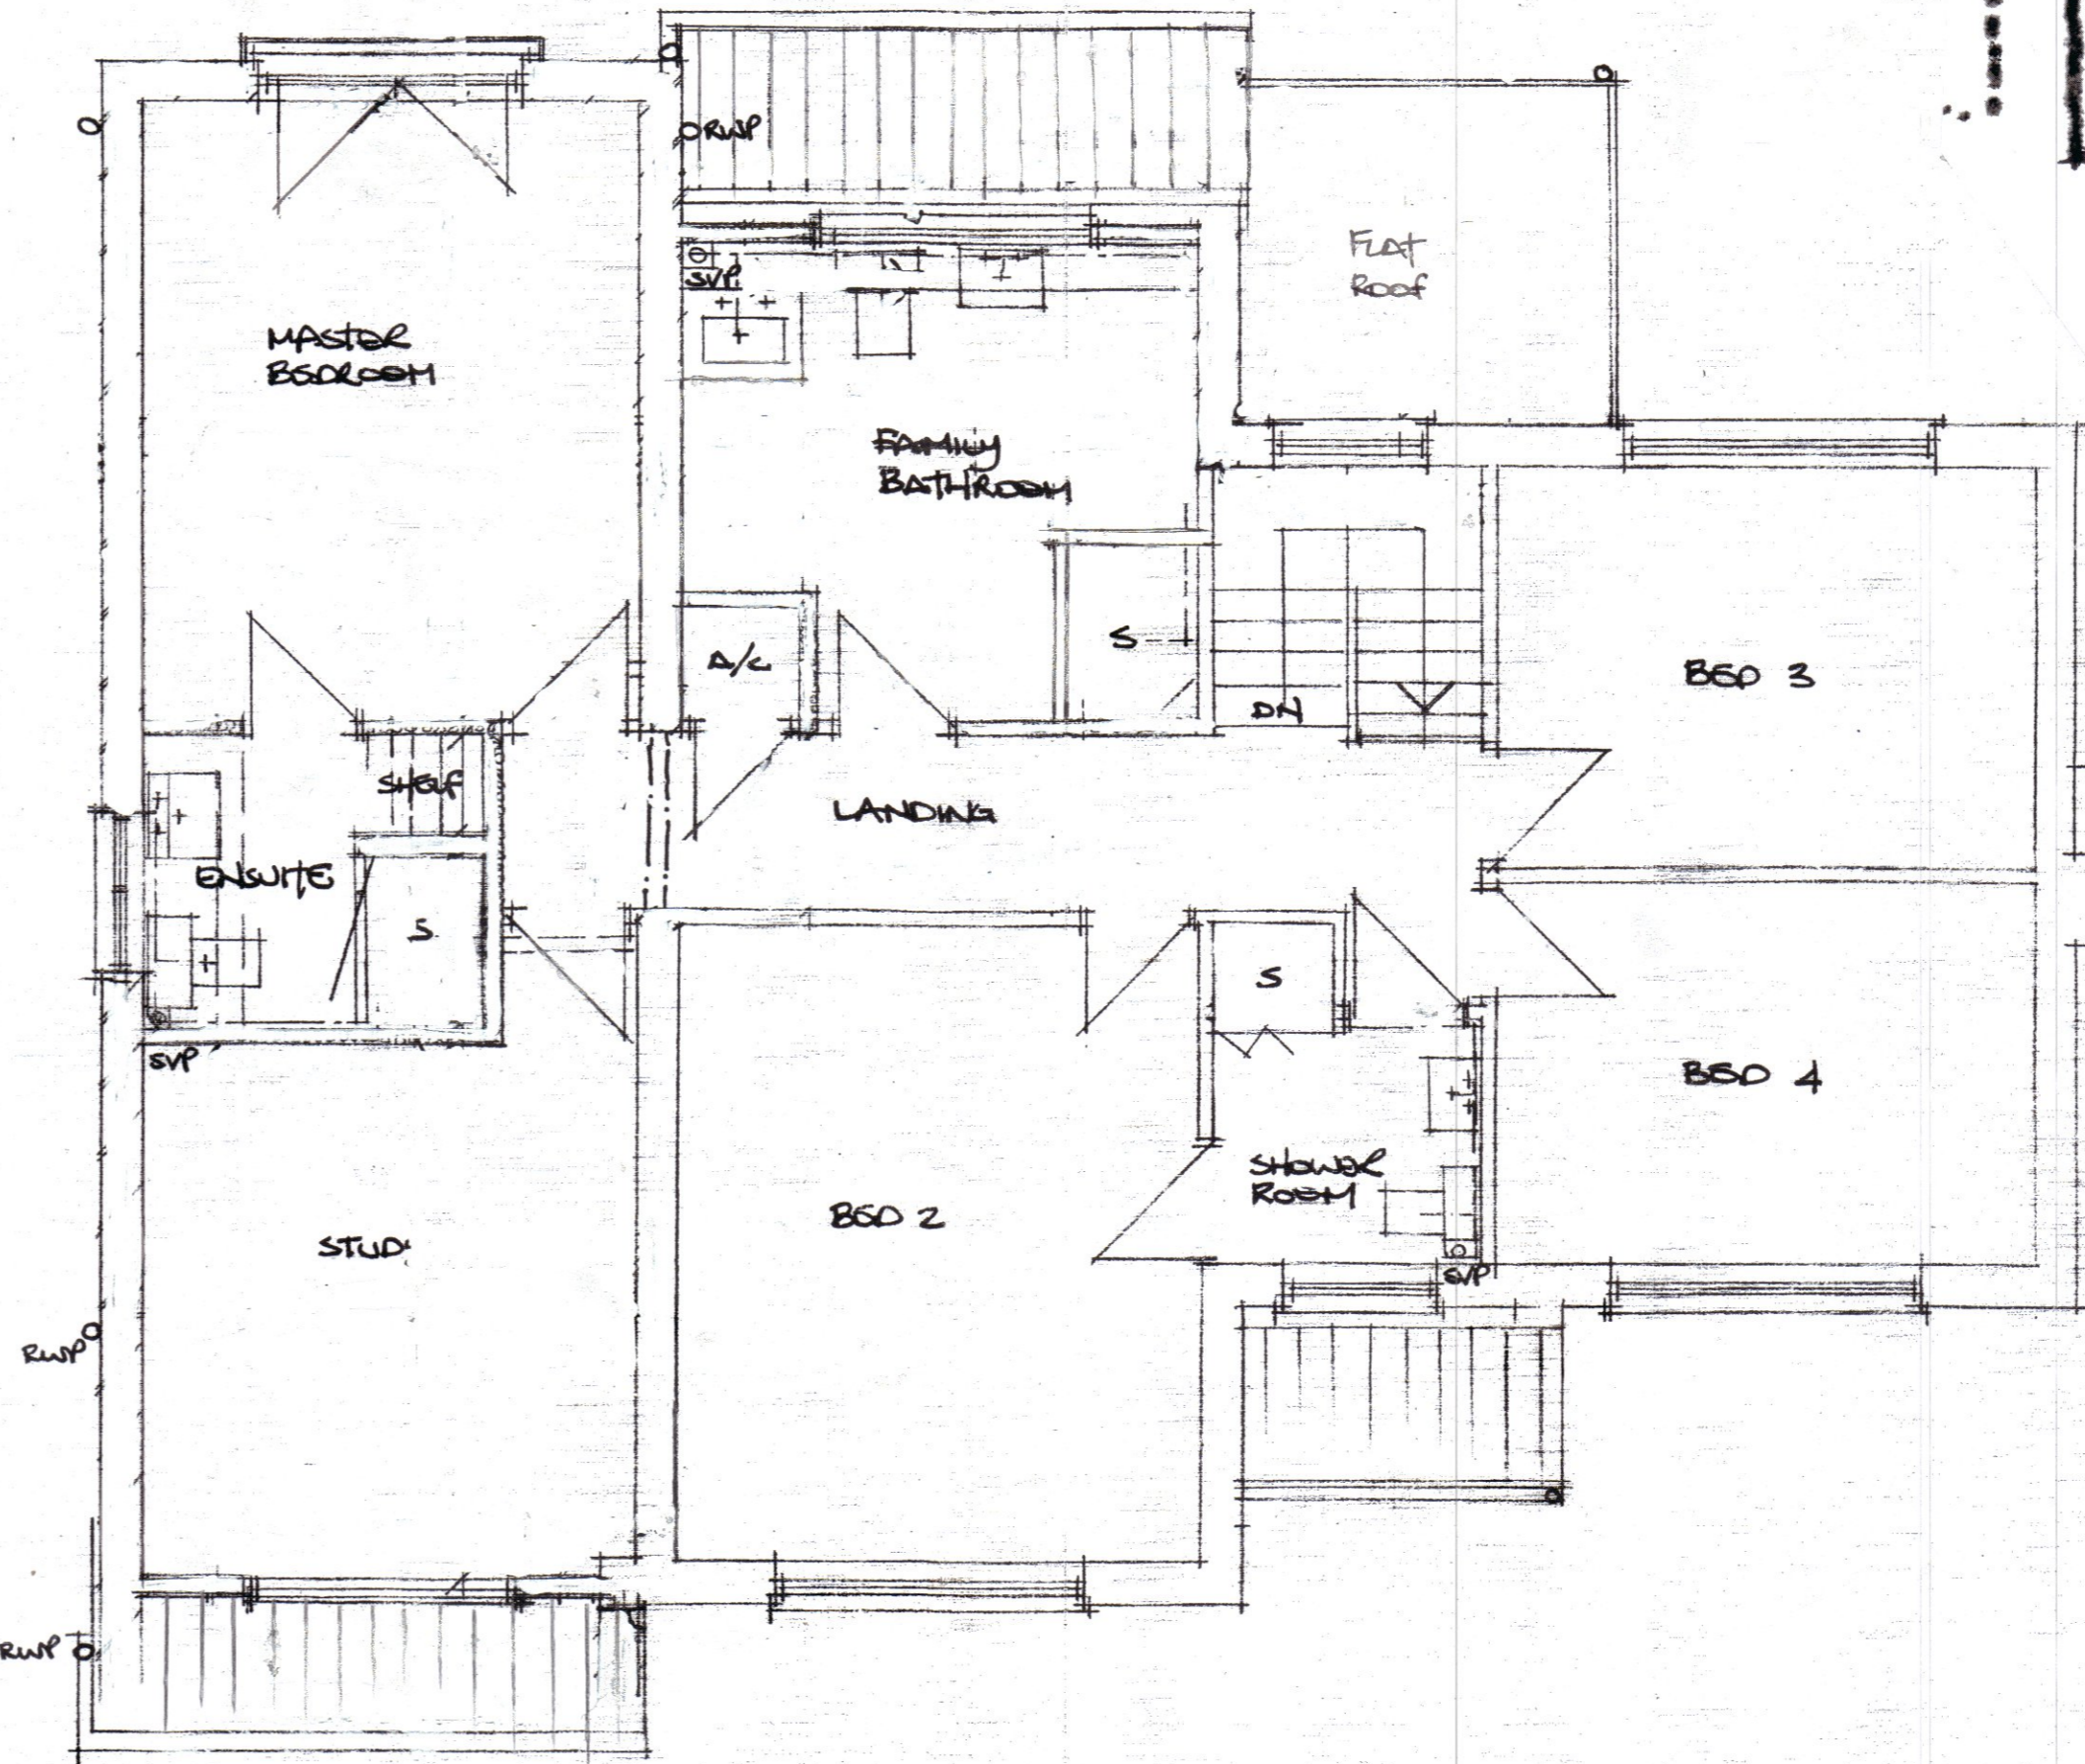 RWP
SVP
FLAT
ROOF
MASTER
BEDROOM
FAMILY
BATHROOM
A/C
S
DN
BED 3
SHELF
LANDING
ENSUITE
S
S
SVP
BED 4
SHOWER
ROOM
BED 2
STUD
SVP
RWP
RWP